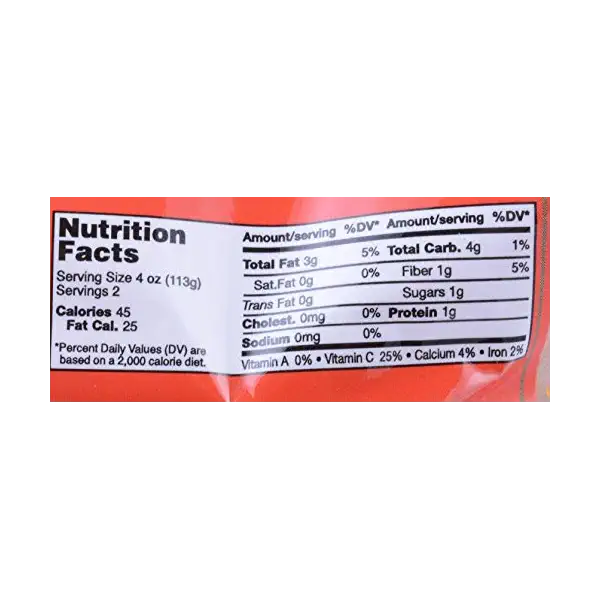 Nutrition
Facts
Serving Size 4 oz (113g)
Servings 2
Calories 45
Fat Cal. 25
*Percent Daily Values (DV) are
based on a 2,000 calorie diet.
Amount/serving %DV*
Total Fat 3g 5%
Sat.Fat 0g 0%
Trans Fat 0g
Cholest. 0mg 0%
Sodium 0mg 0%
Amount/serving %DV*
Total Carb. 4g 1%
Fiber 1g 5%
Sugars 1g
Protein 1g
Vitamin A 0% • Vitamin C 25% • Calcium 4% • Iron 2%